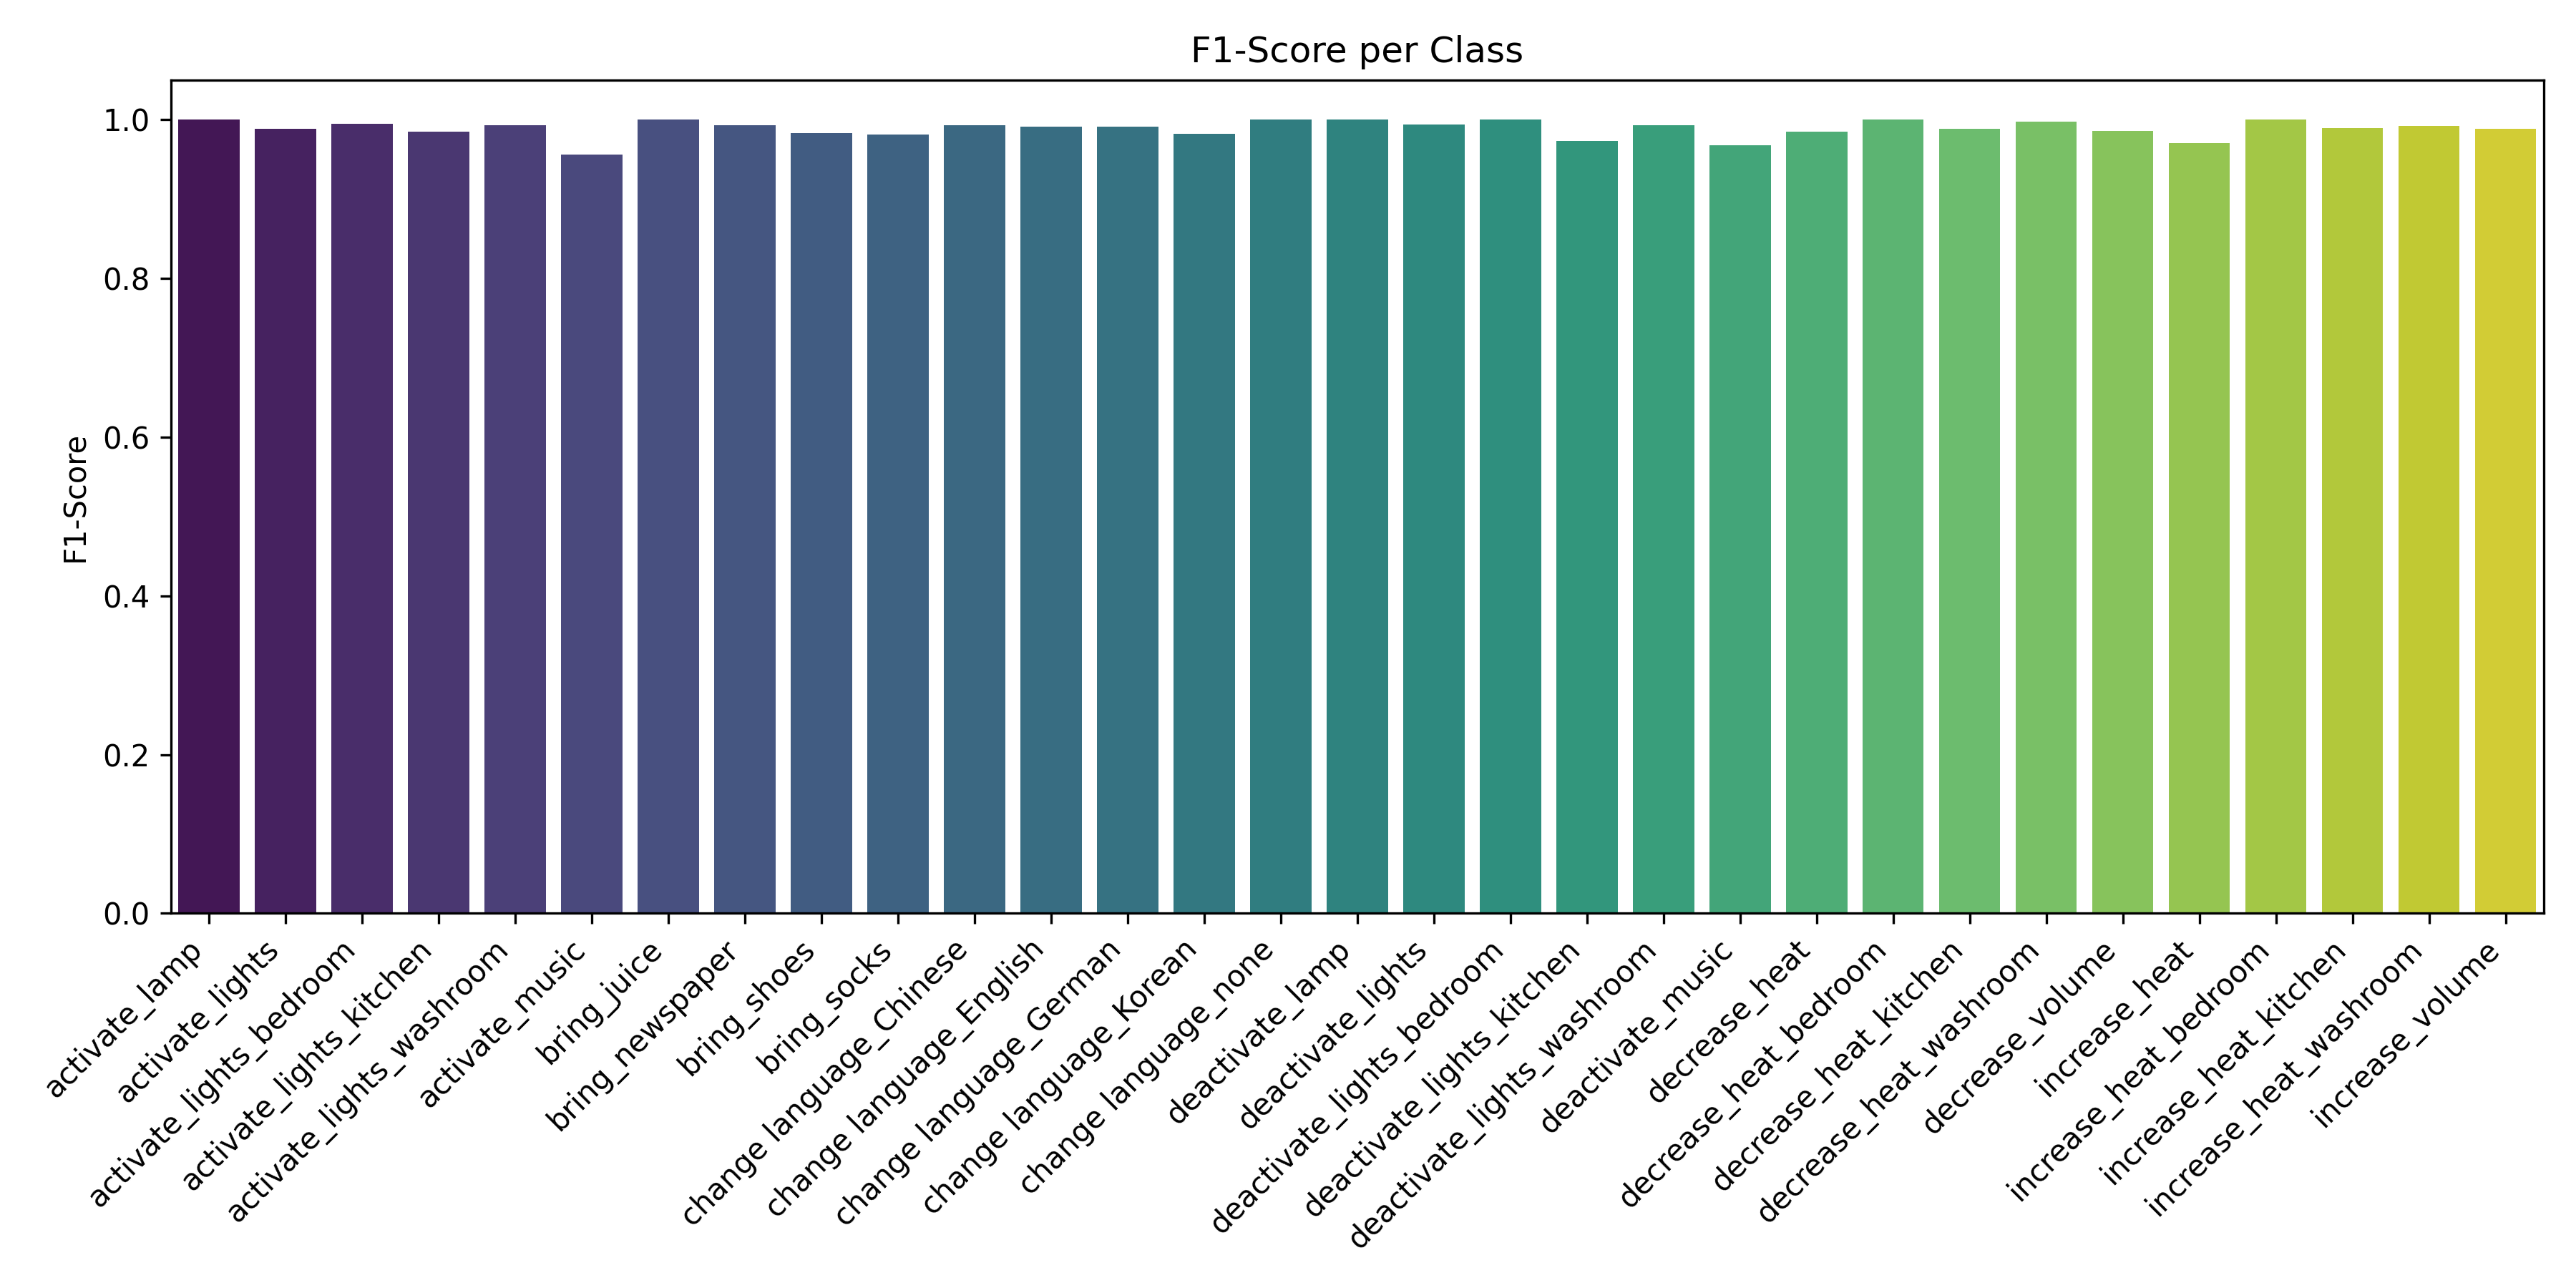 F1-Score per Class
F1-Score
1.0
0.8
0.6
0.4
0.2
0.0
activate_lamp
activate_lights
activate_lights_bedroom
activate_lights_kitchen
activate_lights_washroom
activate_music
bring_juice
bring_newspaper
bring_shoes
bring_socks
change language_Chinese
change language_English
change language_German
change language_Korean
change language_none
deactivate_lamp
deactivate_lights
deactivate_lights_bedroom
deactivate_lights_kitchen
deactivate_lights_washroom
deactivate_music
decrease_heat
decrease_heat_bedroom
decrease_heat_kitchen
decrease_heat_washroom
decrease_volume
increase_heat
increase_heat_bedroom
increase_heat_kitchen
increase_heat_washroom
increase_volume